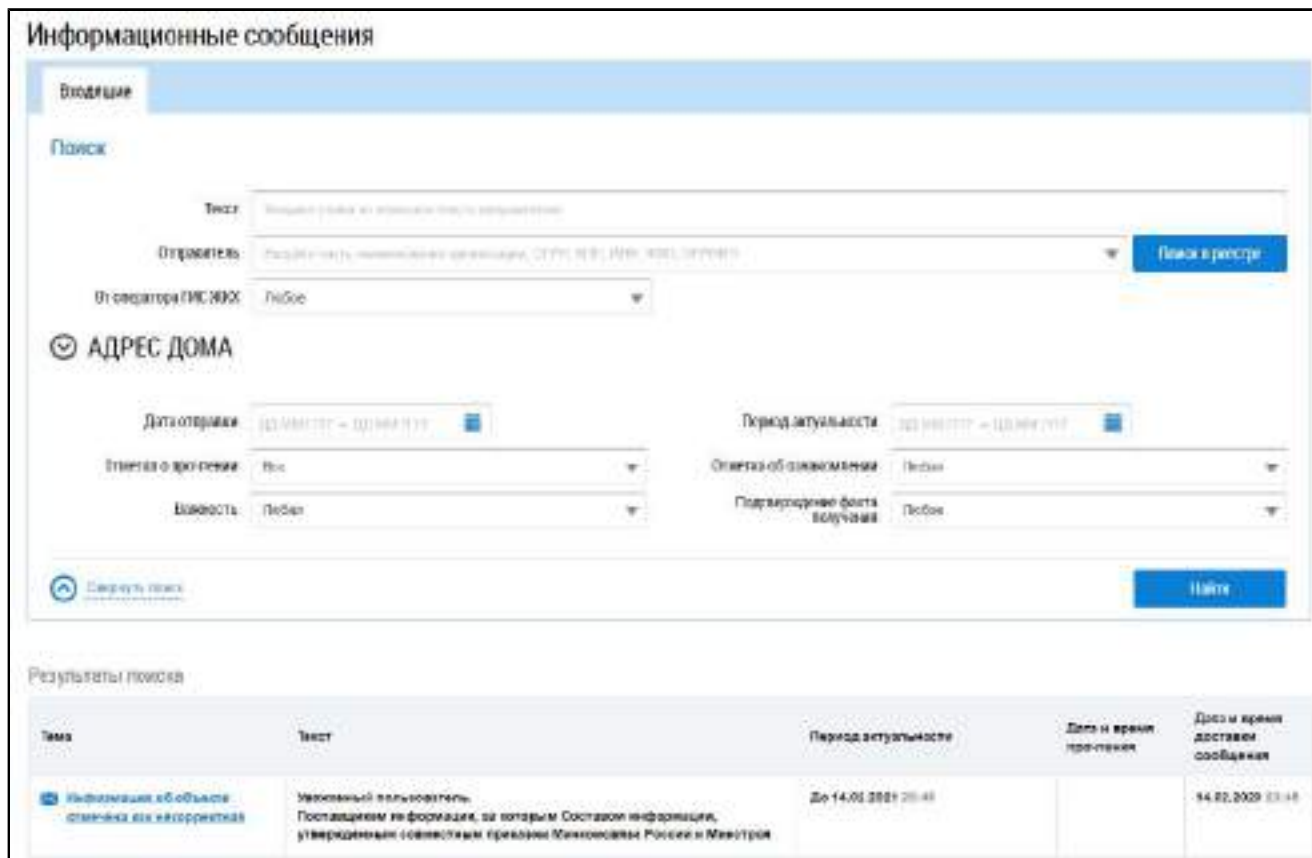 Информационные сообщения
Входящие
Поиск
Текст
Отправитель
Поиск в реестре
От оператора ГИС ЖКХ Любое
АДРЕС ДОМА
Дата отправки Период актуальности
Отметка о прочтении Все Отметка об ознакомлении Любая
Важность Любая Подтверждение факта получения Любое
Свернуть поиск Найти
Результаты поиска
Тема Текст Период актуальности Дата и время прочтения Дата и время доставки сообщения
Информация об объекте отмечена как некорректная
Уважаемый пользователь.
Поставщиком информации, за которым Составом информации,
утвержденным совместным приказом Минкомсвязи России и Минстроя
До 14.02.2021
14.02.2020